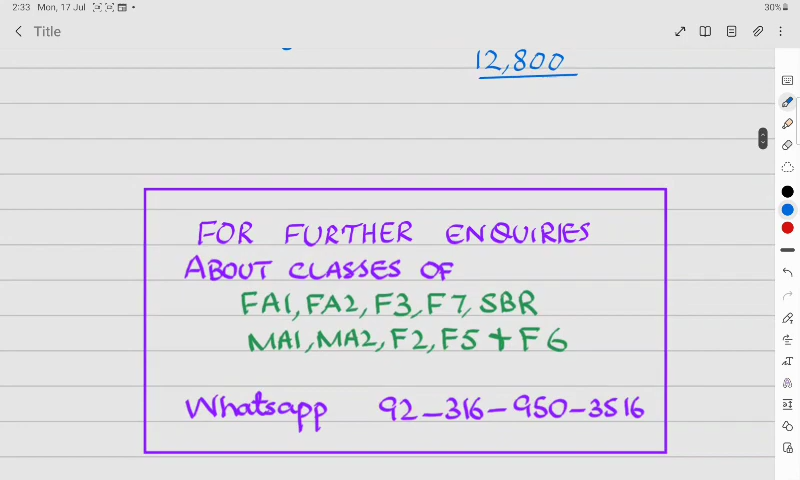 2:33 Mon, 17 Jul
30%
Title
12,800
FOR FURTHER ENQUIRIES
ABOUT CLASSES OF
FA1, FA2, F3, F7, SBR
MA1, MA2, F2, F5 + F6
Whatsapp 92-316-950-3516